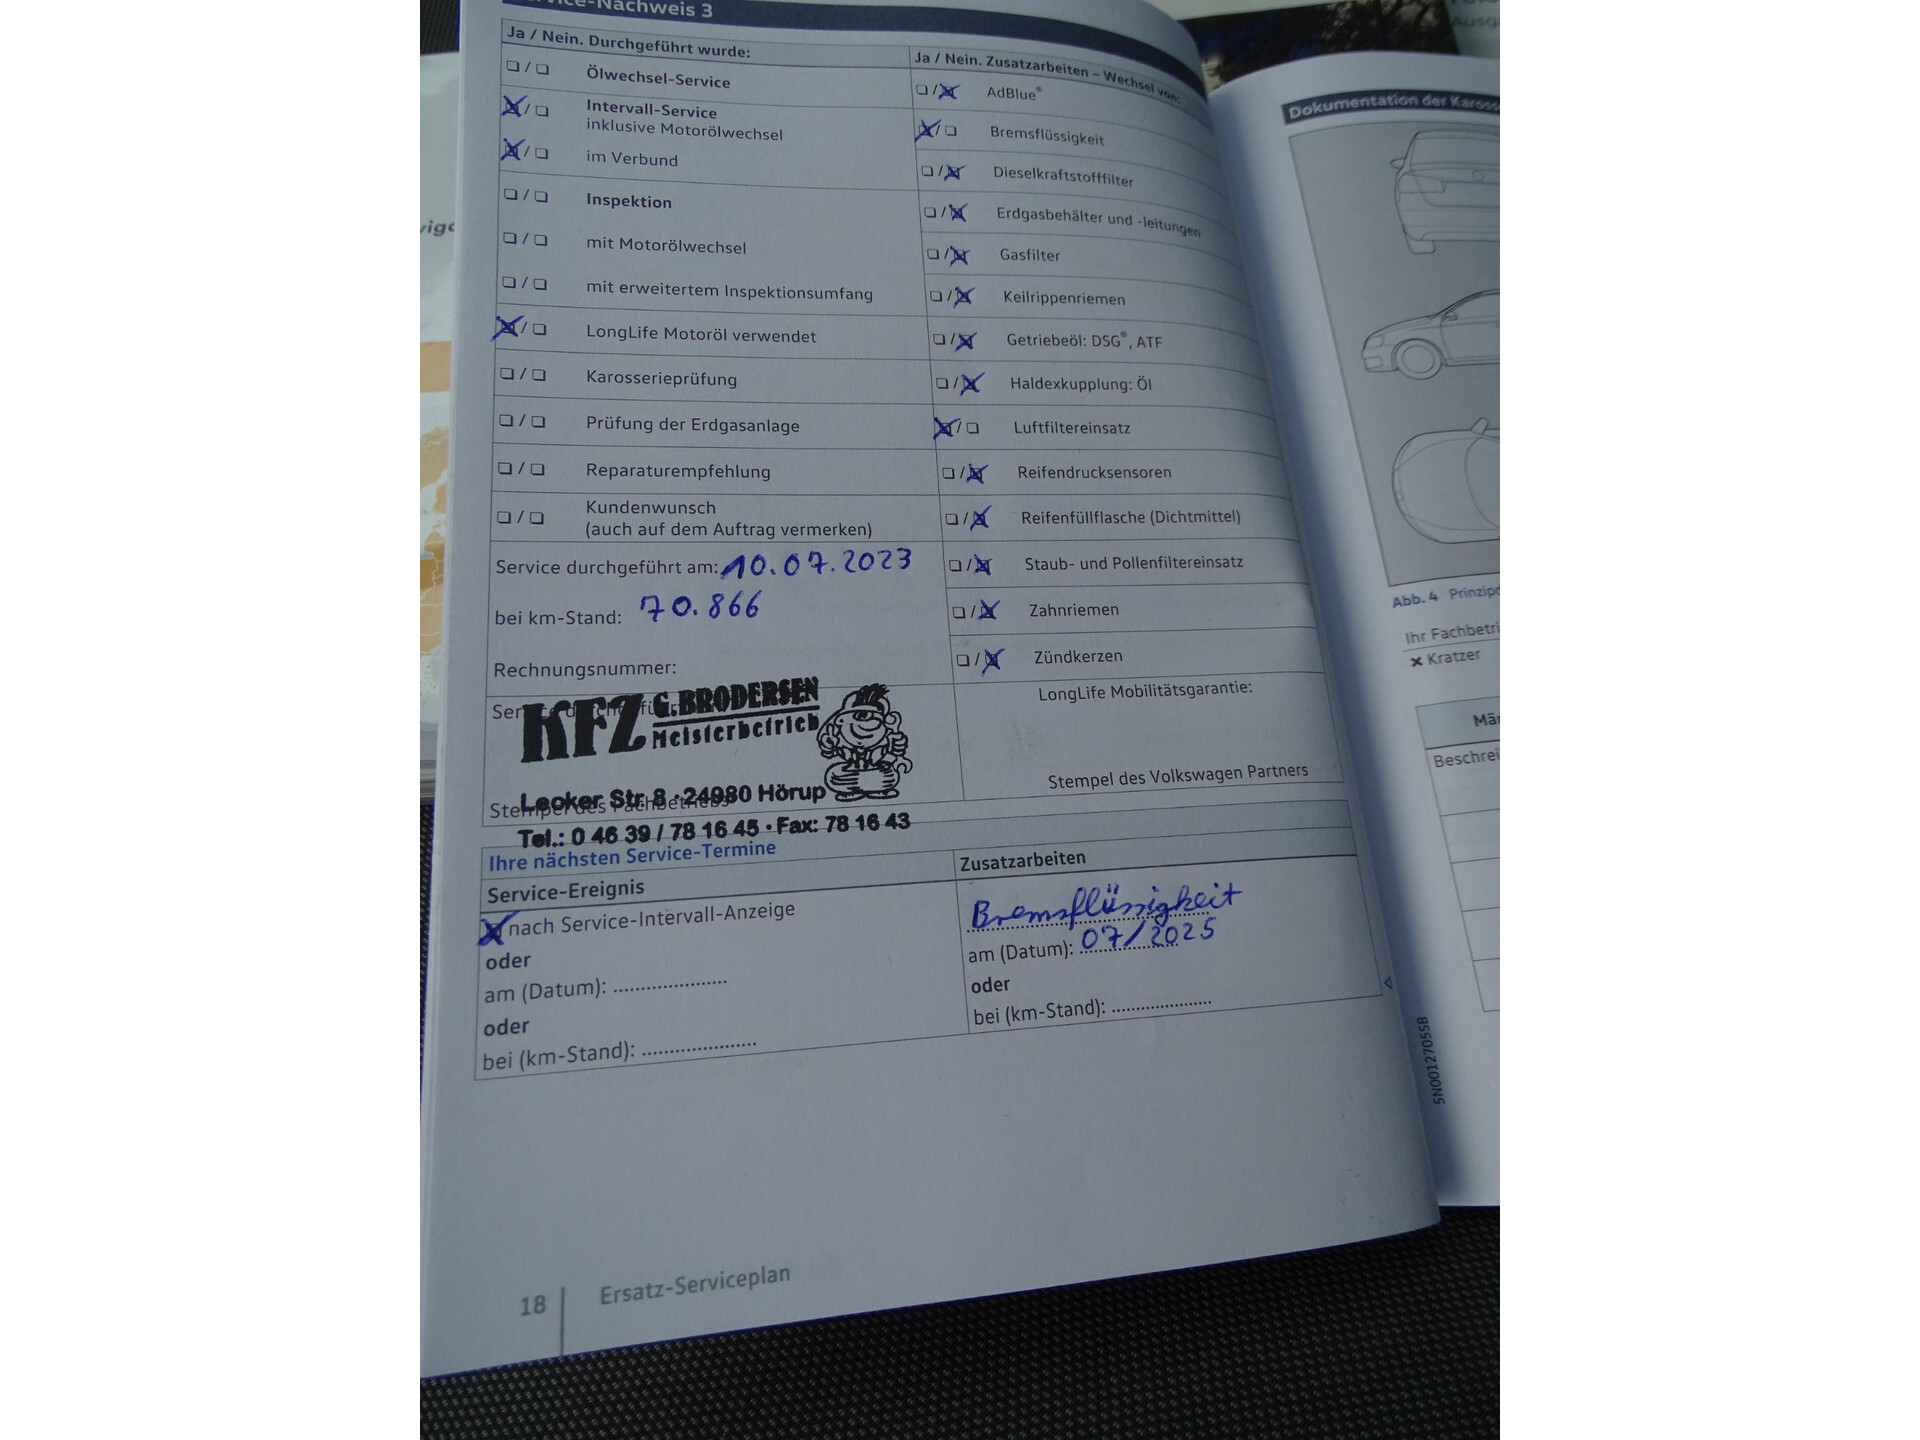 Service-Nachweis 3
Ja / Nein. Durchgeführt wurde:
❏ / ❏ Ölwechsel-Service
☒ / ❏ Intervall-Service
inklusive Motorölwechsel
☒ / ❏ im Verbund
❏ / ❏ Inspektion
❏ / ❏ mit Motorölwechsel
❏ / ❏ mit erweitertem Inspektionsumfang
☒ / ❏ LongLife Motoröl verwendet
❏ / ❏ Karosserieprüfung
❏ / ❏ Prüfung der Erdgasanlage
❏ / ❏ Reparaturempfehlung
❏ / ❏ Kundenwunsch
(auch auf dem Auftrag vermerken)
Service durchgeführt am: 10.07.2023
bei km-Stand: 70.866
Rechnungsnummer:
KFZ G.BRODERSEN
Meisterbetrieb
Lecker Str. 8 · 24980 Hörup
Stempel des Fachbetriebs
Tel.: 0 46 39 / 78 16 45 · Fax: 78 16 43
Ja / Nein. Zusatzarbeiten – Wechsel von:
❏ / ☒ AdBlue®
☒ / ❏ Bremsflüssigkeit
❏ / ☒ Dieselkraftstofffilter
❏ / ☒ Erdgasbehälter und -leitungen
❏ / ☒ Gasfilter
❏ / ☒ Keilrippenriemen
❏ / ☒ Getriebeöl: DSG®, ATF
❏ / ☒ Haldexkupplung: Öl
☒ / ❏ Luftfiltereinsatz
❏ / ☒ Reifendrucksensoren
❏ / ☒ Reifenfüllflasche (Dichtmittel)
❏ / ☒ Staub- und Pollenfiltereinsatz
❏ / ☒ Zahnriemen
❏ / ☒ Zündkerzen
LongLife Mobilitätsgarantie:
Stempel des Volkswagen Partners
Ihre nächsten Service-Termine
Service-Ereignis
☒ nach Service-Intervall-Anzeige
oder
am (Datum): .....................
oder
bei (km-Stand): .....................
Zusatzarbeiten
Bremsflüssigkeit
am (Datum): 07/2025
oder
bei (km-Stand): .....................
18 Ersatz-Serviceplan
Dokumentation der
Abb. 4
Ihr
✕ Kratzer
5N0012705SB